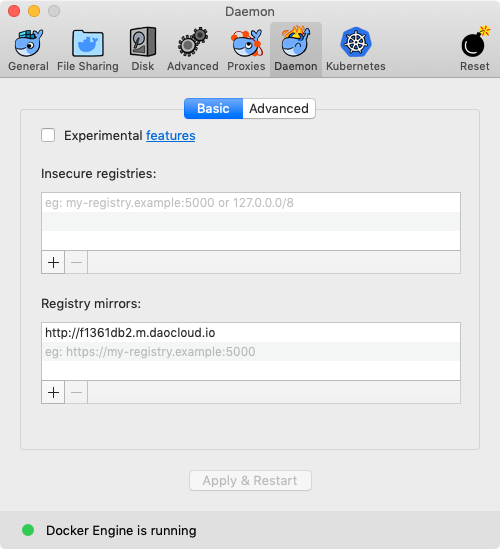 Daemon
General File Sharing Disk Advanced Proxies Daemon Kubernetes Reset
Basic Advanced
Experimental features
Insecure registries:
eg: my-registry.example:5000 or 127.0.0.0/8
Registry mirrors:
http://f1361db2.m.daocloud.io
eg: https://my-registry.example:5000
Apply & Restart
Docker Engine is running